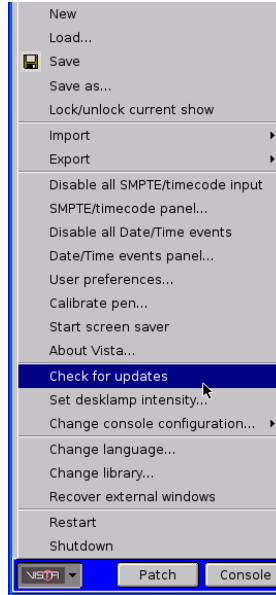 New
Load...
Save
Save as...
Lock/unlock current show
Import
Export
Disable all SMPTE/timecode input
SMPTE/timecode panel...
Disable all Date/Time events
Date/Time events panel...
User preferences...
Calibrate pen...
Start screen saver
About Vista...
Check for updates
Set desklamp intensity...
Change console configuration...
Change language...
Change library...
Recover external windows
Restart
Shutdown
VISTA Patch Console